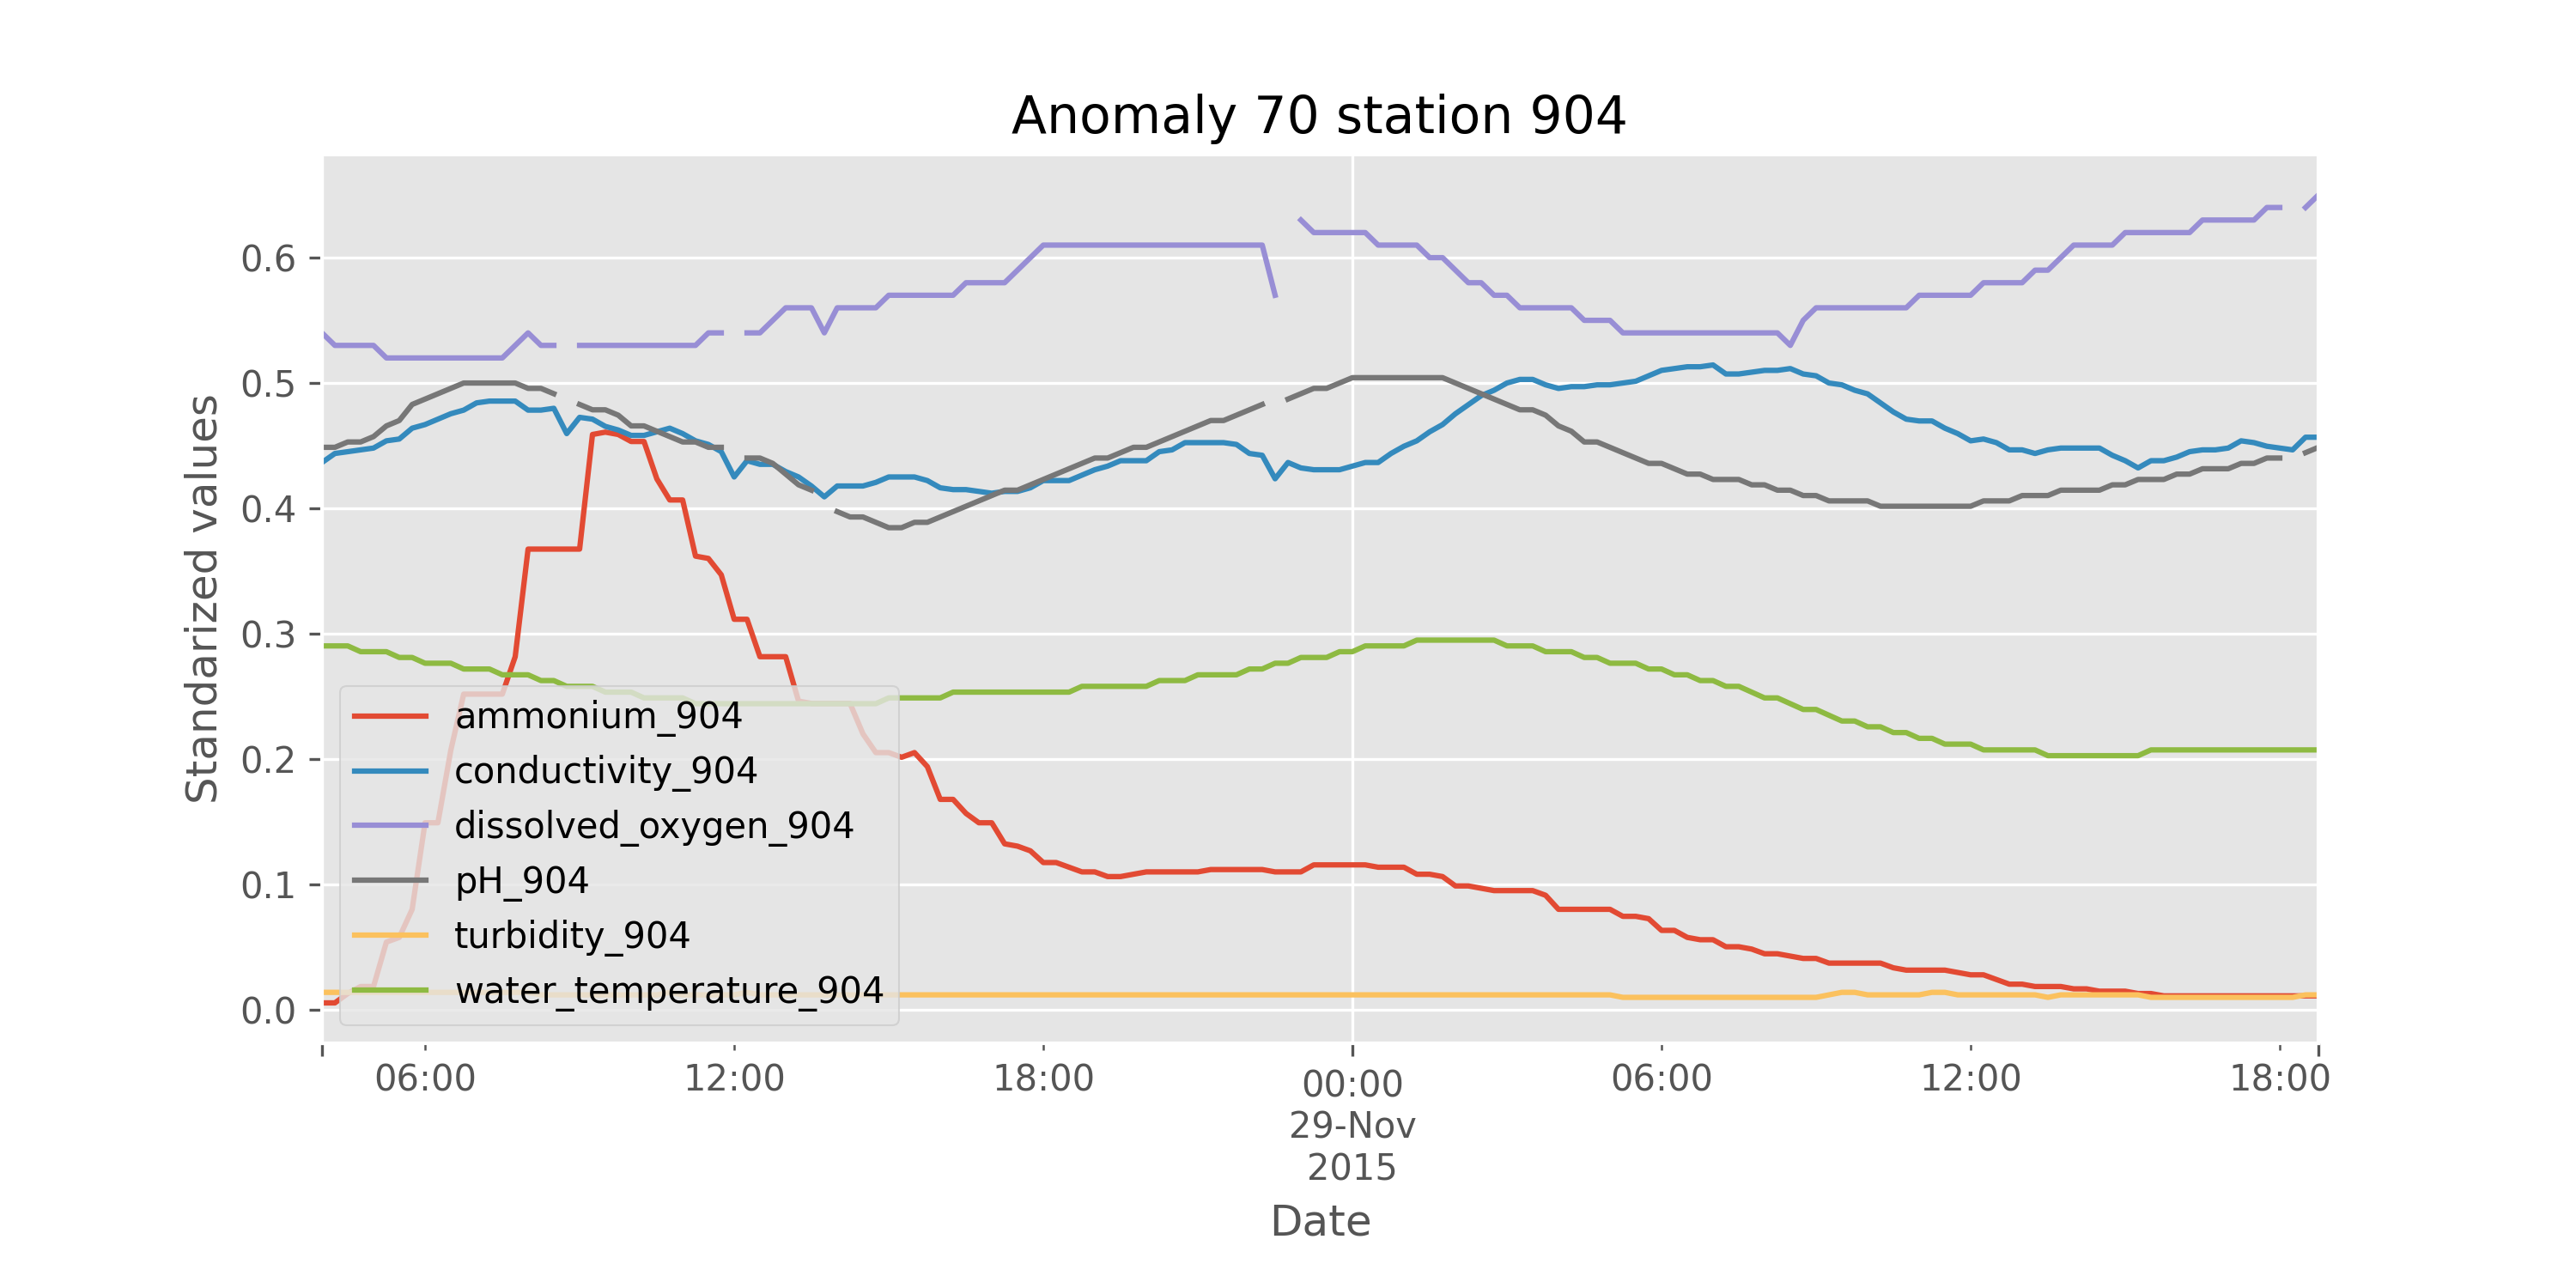 Anomaly 70 station 904
Standarized values
0.6
0.5
0.4
0.3
0.2
0.1
0.0
ammonium_904
conductivity_904
dissolved_oxygen_904
pH_904
turbidity_904
water_temperature_904
06:00 12:00 18:00 00:00 06:00 12:00 18:00
29-Nov
2015
Date